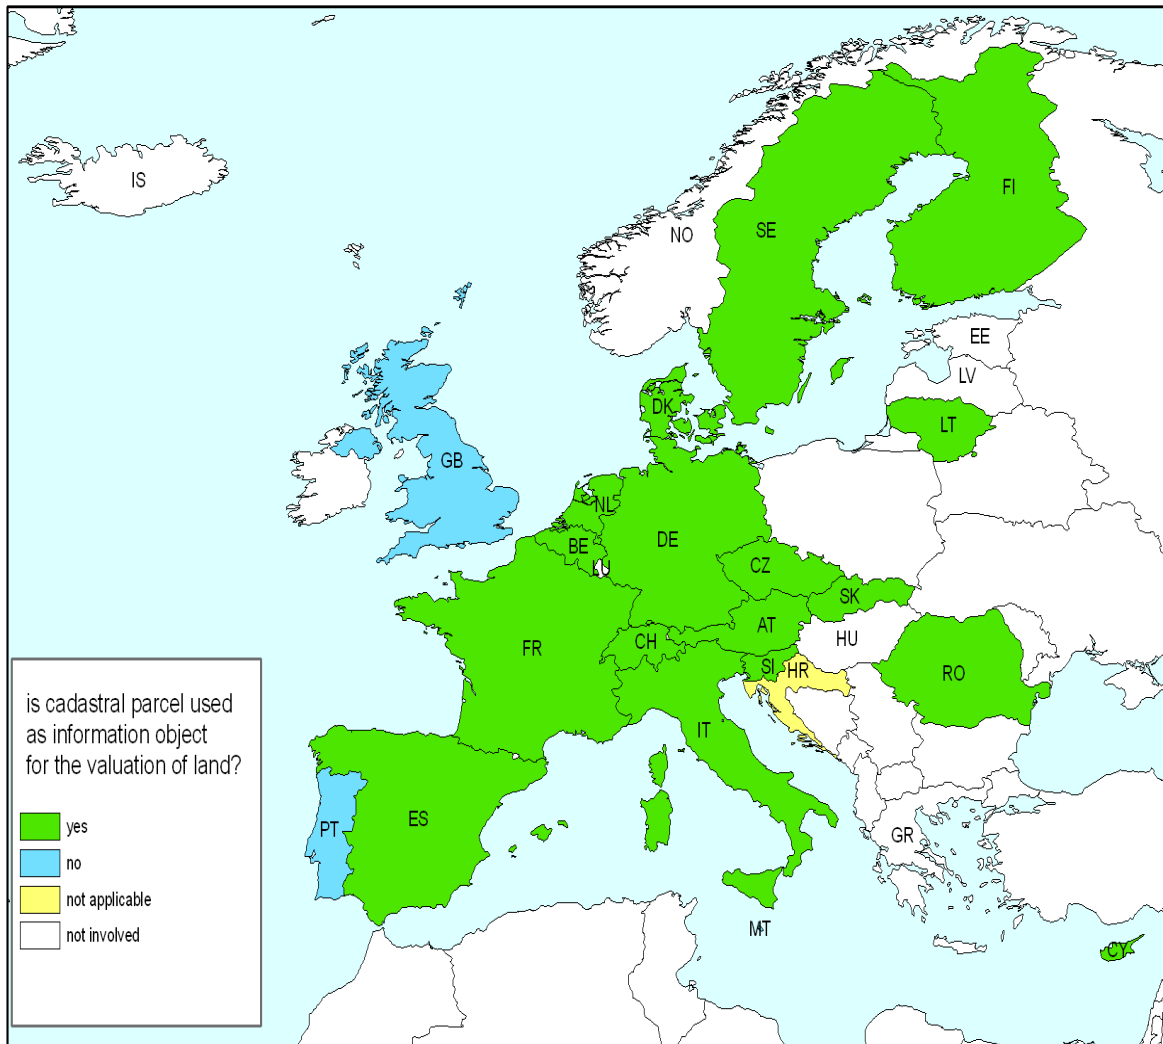 IS
FI
NO
SE
EE
LV
DK
LT
GB
NL
DE
BE
LU
CZ
SK
AT
HU
FR
CH
SI
HR
RO
IT
is cadastral parcel used
as information object
for the valuation of land?
yes
no
not applicable
not involved
PT
ES
GR
MT
CY